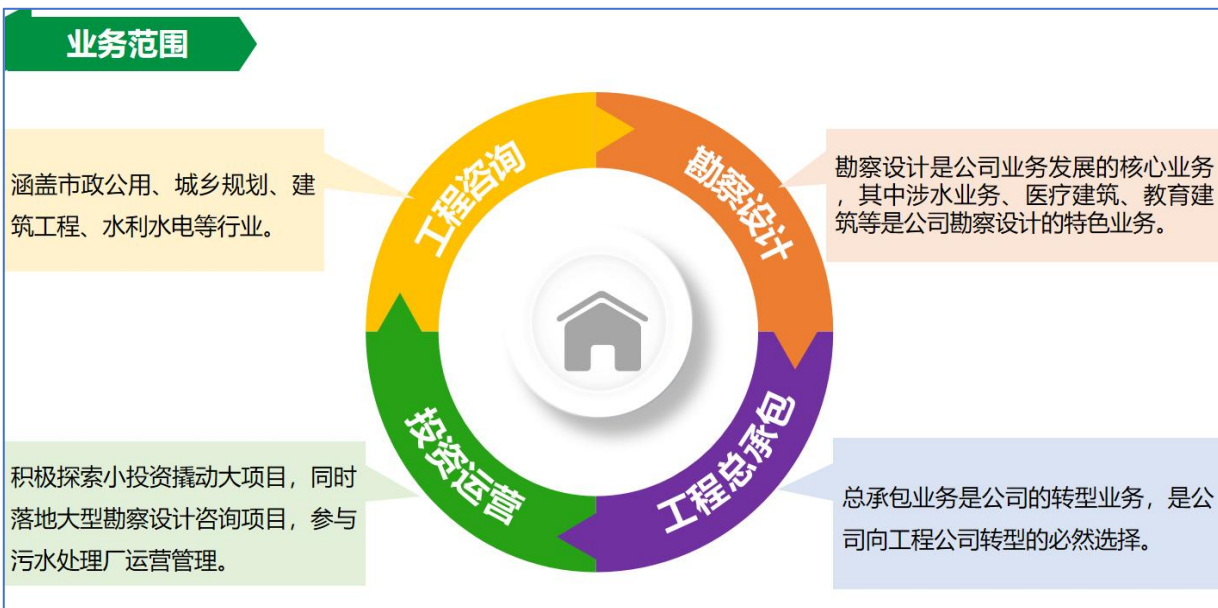 业务范围
工程咨询
涵盖市政公用、城乡规划、建
筑工程、水利水电等行业。
勘察设计
勘察设计是公司业务发展的核心业务
，其中涉水业务、医疗建筑、教育建
筑等是公司勘察设计的特色业务。
投资运营
积极探索小投资撬动大项目，同时
落地大型勘察设计咨询项目，参与
污水处理厂运营管理。
工程总承包
总承包业务是公司的转型业务，是公
司向工程公司转型的必然选择。